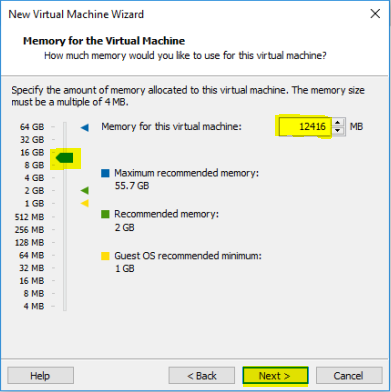 New Virtual Machine Wizard
Memory for the Virtual Machine
How much memory would you like to use for this virtual machine?
Specify the amount of memory allocated to this virtual machine. The memory size
must be a multiple of 4 MB.
64 GB
Memory for this virtual machine:
12416
MB
32 GB
16 GB
8 GB
4 GB
2 GB
1 GB
512 MB
256 MB
128 MB
64 MB
32 MB
16 MB
8 MB
4 MB
Maximum recommended memory:
55.7 GB
Recommended memory:
2 GB
Guest OS recommended minimum:
1 GB
Help
< Back
Next >
Cancel